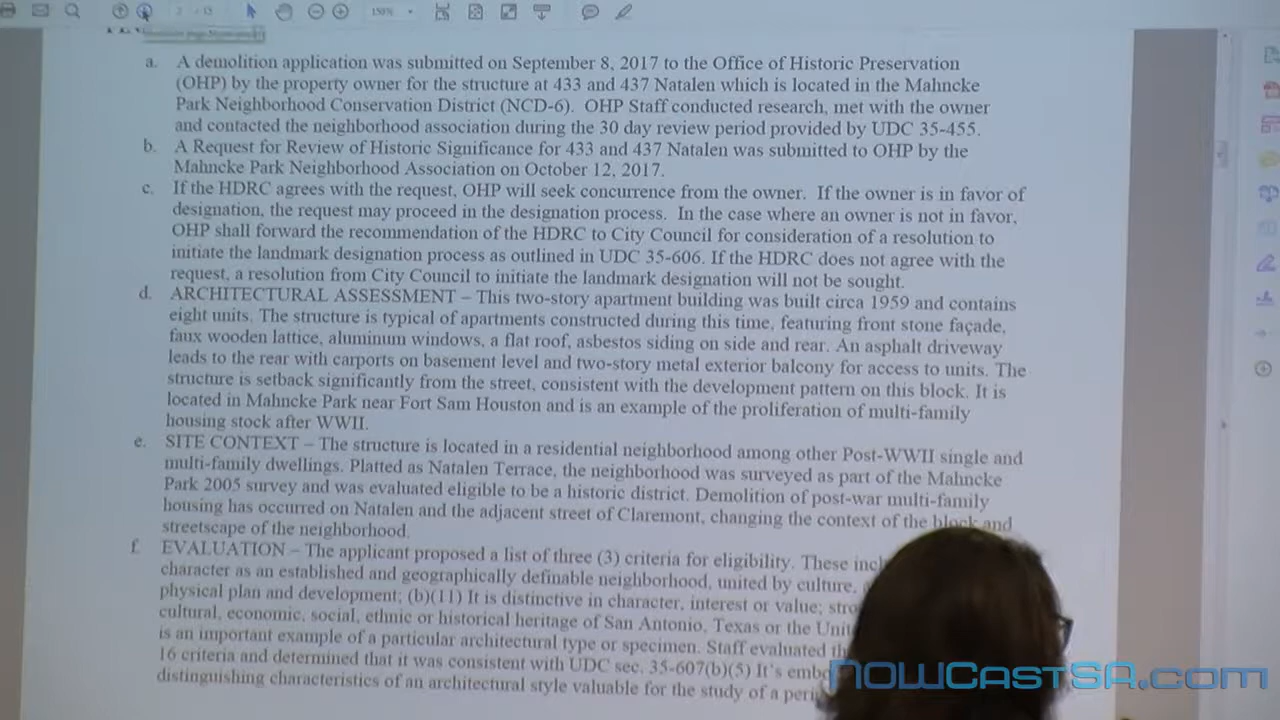 2 / 15
150%
a. A demolition application was submitted on September 8, 2017 to the Office of Historic Preservation
(OHP) by the property owner for the structure at 433 and 437 Natalen which is located in the Mahncke
Park Neighborhood Conservation District (NCD-6). OHP Staff conducted research, met with the owner
and contacted the neighborhood association during the 30 day review period provided by UDC 35-455.
b. A Request for Review of Historic Significance for 433 and 437 Natalen was submitted to OHP by the
Mahncke Park Neighborhood Association on October 12, 2017.
c. If the HDRC agrees with the request, OHP will seek concurrence from the owner. If the owner is in favor of
designation, the request may proceed in the designation process. In the case where an owner is not in favor,
OHP shall forward the recommendation of the HDRC to City Council for consideration of a resolution to
initiate the landmark designation process as outlined in UDC 35-606. If the HDRC does not agree with the
request, a resolution from City Council to initiate the landmark designation will not be sought.
d. ARCHITECTURAL ASSESSMENT – This two-story apartment building was built circa 1959 and contains
eight units. The structure is typical of apartments constructed during this time, featuring front stone façade,
faux wooden lattice, aluminum windows, a flat roof, asbestos siding on side and rear. An asphalt driveway
leads to the rear with carports on basement level and two-story metal exterior balcony for access to units. The
structure is setback significantly from the street, consistent with the development pattern on this block. It is
located in Mahncke Park near Fort Sam Houston and is an example of the proliferation of multi-family
housing stock after WWII.
e. SITE CONTEXT – The structure is located in a residential neighborhood among other Post-WWII single and
multi-family dwellings. Platted as Natalen Terrace, the neighborhood was surveyed as part of the Mahncke
Park 2005 survey and was evaluated eligible to be a historic district. Demolition of post-war multi-family
housing has occurred on Natalen and the adjacent street of Claremont, changing the context of the block and
streetscape of the neighborhood.
f. EVALUATION – The applicant proposed a list of three (3) criteria for eligibility. These incl
character as an established and geographically definable neighborhood, united by culture,
physical plan and development; (b)(11) It is distinctive in character, interest or value; stro
cultural, economic, social, ethnic or historical heritage of San Antonio, Texas or the Unit
is an important example of a particular architectural type or specimen. Staff evaluated th
16 criteria and determined that it was consistent with UDC sec. 35-607(b)(5) It's embo
distinguishing characteristics of an architectural style valuable for the study of a peri
NOWCASTSA.com